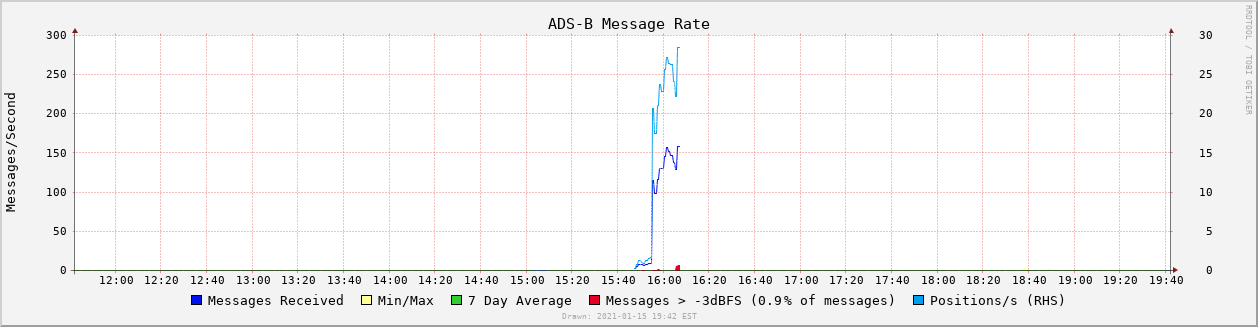 ADS-B Message Rate
RRDTOOL / TOBI OETIKER
Messages/Second
300 30
250 25
200 20
150 15
100 10
50 5
0 0
12:00 12:20 12:40 13:00 13:20 13:40 14:00 14:20 14:40 15:00 15:20 15:40 16:00 16:20 16:40 17:00 17:20 17:40 18:00 18:20 18:40 19:00 19:20 19:40
Messages Received Min/Max 7 Day Average Messages > -3dBFS (0.9% of messages) Positions/s (RHS)
Drawn: 2021-01-15 19:42 EST